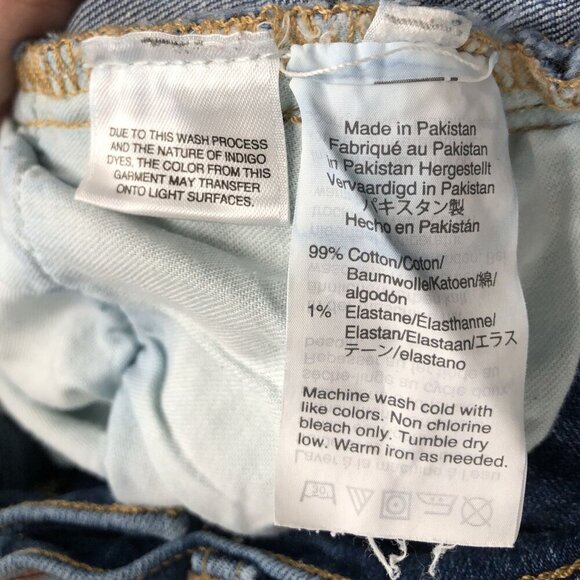 DUE TO THIS WASH PROCESS
AND THE NATURE OF INDIGO
DYES, THE COLOR FROM THIS
GARMENT MAY TRANSFER
ONTO LIGHT SURFACES.
Made in Pakistan
Fabriqué au Pakistan
in Pakistan Hergestellt
Vervaardigd in Pakistan
パキスタン製
Hecho en Pakistán
99% Cotton/Coton/
Baumwolle/Katoen/綿/
algodón
1% Elastane/Élasthanne/
Elastan/Elastaan/エラス
テーン/elastano
Machine wash cold with
like colors. Non chlorine
bleach only. Tumble dry
low. Warm iron as needed.
30